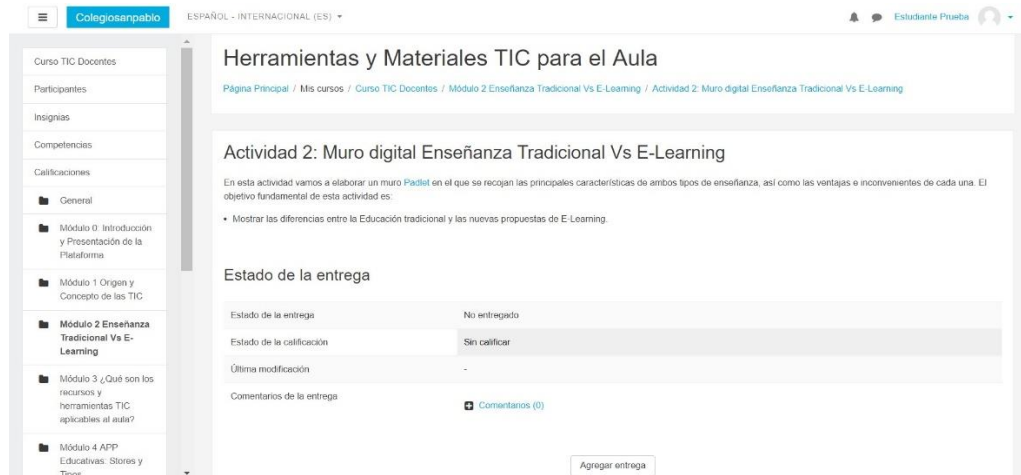 Colegiosanpablo
ESPAÑOL - INTERNACIONAL (ES)
Estudiante Prueba
Curso TIC Docentes
Participantes
Insignias
Competencias
Calificaciones
General
Módulo 0: Introducción
y Presentación de la
Plataforma
Módulo 1 Origen y
Concepto de las TIC
Módulo 2 Enseñanza
Tradicional Vs E-
Learning
Módulo 3 ¿Qué son los
recursos y
herramientas TIC
aplicables al aula?
Módulo 4 APP
Educativas: Stores y
Tipos
Herramientas y Materiales TIC para el Aula
Página Principal / Mis cursos / Curso TIC Docentes / Módulo 2 Enseñanza Tradicional Vs E-Learning / Actividad 2: Muro digital Enseñanza Tradicional Vs E-Learning
Actividad 2: Muro digital Enseñanza Tradicional Vs E-Learning
En esta actividad vamos a elaborar un muro Padlet en el que se recojan las principales características de ambos tipos de enseñanza, así como las ventajas e inconvenientes de cada una. El
objetivo fundamental de esta actividad es:
• Mostrar las diferencias entre la Educación tradicional y las nuevas propuestas de E-Learning.
Estado de la entrega
Estado de la entrega No entregado
Estado de la calificación Sin calificar
Última modificación -
Comentarios de la entrega Comentarios (0)
Agregar entrega